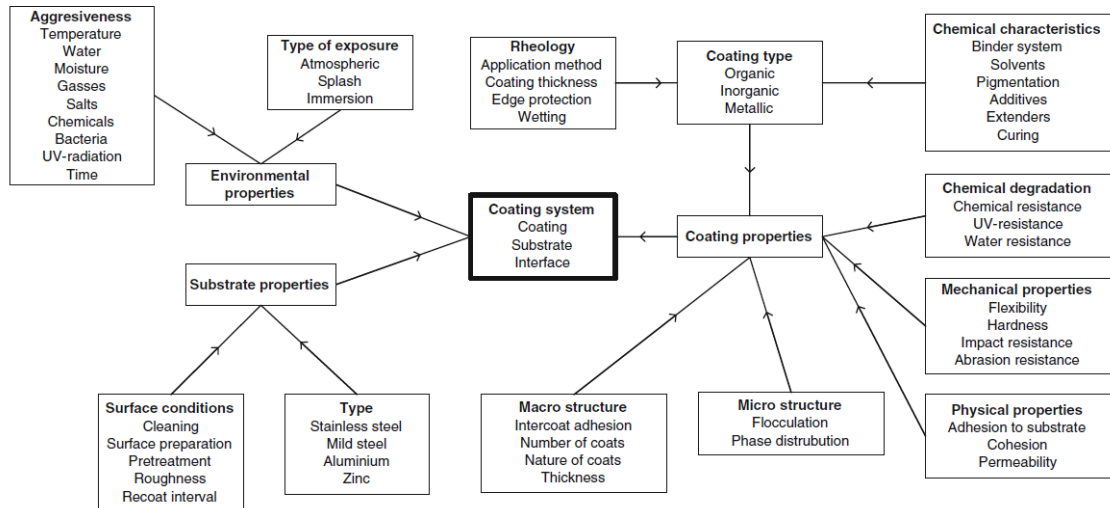 Aggresiveness
Temperature
Water
Moisture
Gasses
Salts
Chemicals
Bacteria
UV-radiation
Time
Type of exposure
Atmospheric
Splash
Immersion
Rheology
Application method
Coating thickness
Edge protection
Wetting
Coating type
Organic
Inorganic
Metallic
Chemical characteristics
Binder system
Solvents
Pigmentation
Additives
Extenders
Curing
Environmental
properties
Coating system
Coating
Substrate
Interface
Coating properties
Chemical degradation
Chemical resistance
UV-resistance
Water resistance
Substrate properties
Mechanical properties
Flexibility
Hardness
Impact resistance
Abrasion resistance
Surface conditions
Cleaning
Surface preparation
Pretreatment
Roughness
Recoat interval
Type
Stainless steel
Mild steel
Aluminium
Zinc
Macro structure
Intercoat adhesion
Number of coats
Nature of coats
Thickness
Micro structure
Flocculation
Phase distrubution
Physical properties
Adhesion to substrate
Cohesion
Permeability